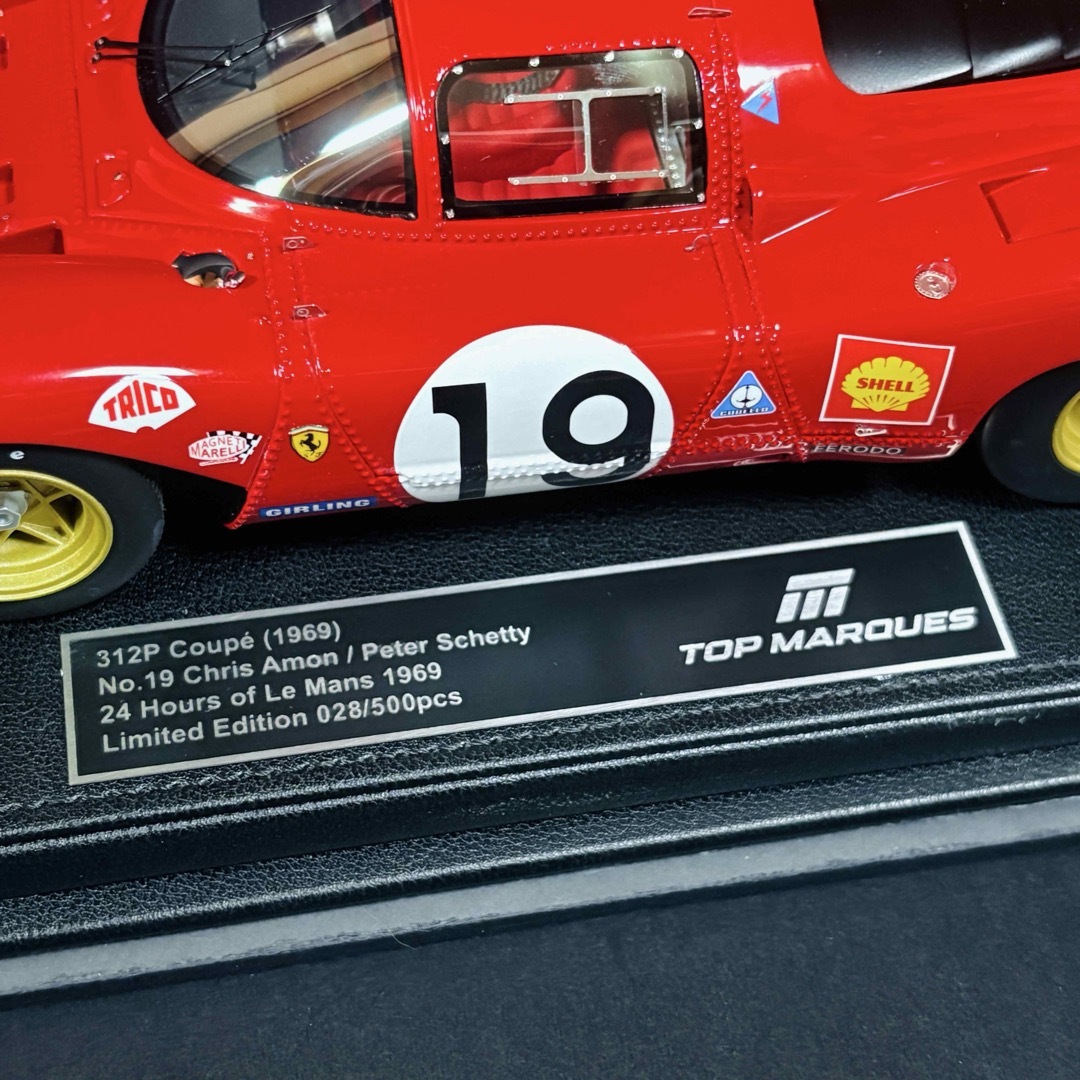 TRICO
MAGNETI
MARELLI
GIRLING
19
SHELL
FERODO
e
312P Coupé (1969)
No.19 Chris Amon / Peter Schetty
24 Hours of Le Mans 1969
Limited Edition 028/500pcs
TOP MARQUES